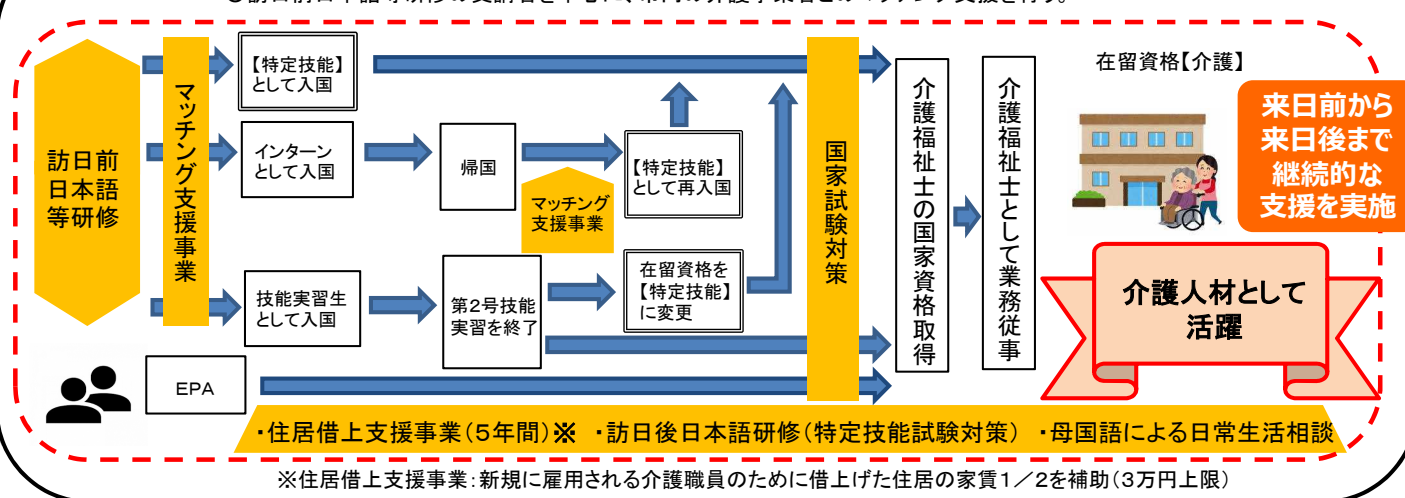 訪日前
日本語
等研修
マッチング支援事業
【特定技能】
として入国
インターン
として入国
帰国
マッチング
支援事業
【特定技能】
として再入国
技能実習生
として入国
第2号技能
実習を終了
在留資格を
【特定技能】
に変更
EPA
国家試験対策
介護福祉士の国家資格取得
介護福祉士として業務従事
在留資格【介護】
来日前から
来日後まで
継続的な
支援を実施
介護人材として
活躍
・住居借上支援事業(5年間)※ ・訪日後日本語研修(特定技能試験対策) ・母国語による日常生活相談
※住居借上支援事業:新規に雇用される介護職員のために借上げた住居の家賃1/2を補助(3万円上限)